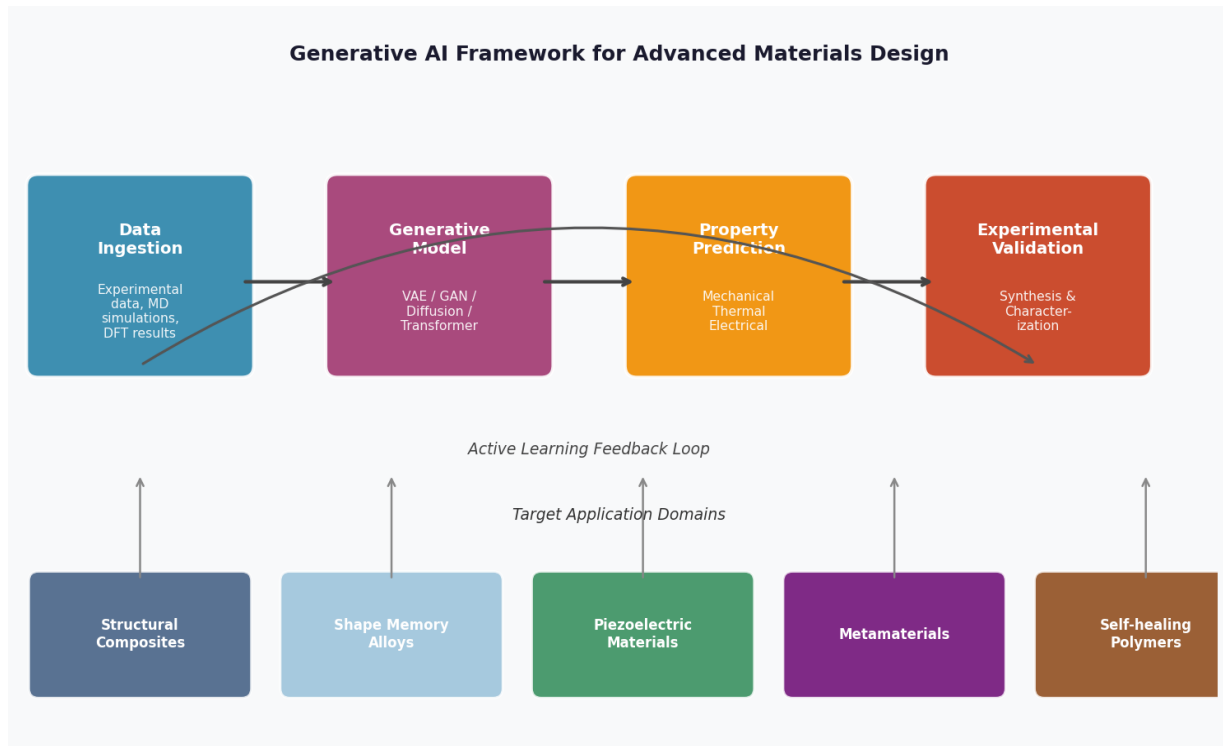 Generative AI Framework for Advanced Materials Design
Data
Ingestion
Experimental
data, MD
simulations,
DFT results
Generative
Model
VAE / GAN /
Diffusion /
Transformer
Property
Prediction
Mechanical
Thermal
Electrical
Experimental
Validation
Synthesis &
Character-
ization
Active Learning Feedback Loop
Target Application Domains
Structural
Composites
Shape Memory
Alloys
Piezoelectric
Materials
Metamaterials
Self-healing
Polymers